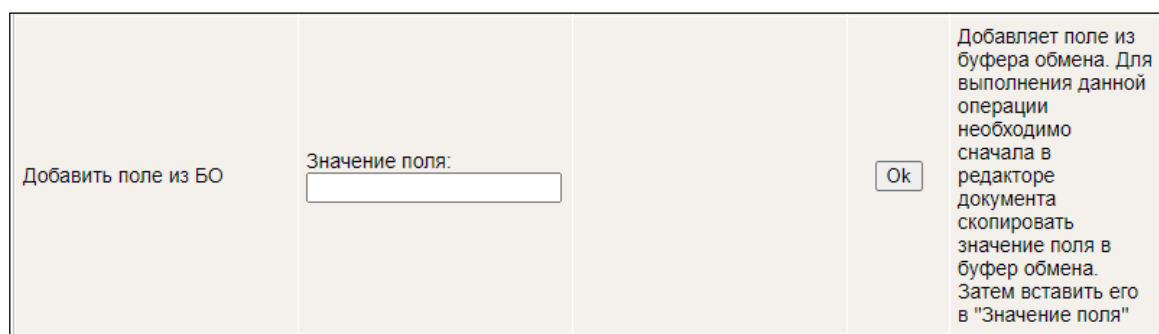 Добавить поле из БО
Значение поля:
Ok
Добавляет поле из
буфера обмена. Для
выполнения данной
операции
необходимо
сначала в
редакторе
документа
скопировать
значение поля в
буфер обмена.
Затем вставить его
в "Значение поля"